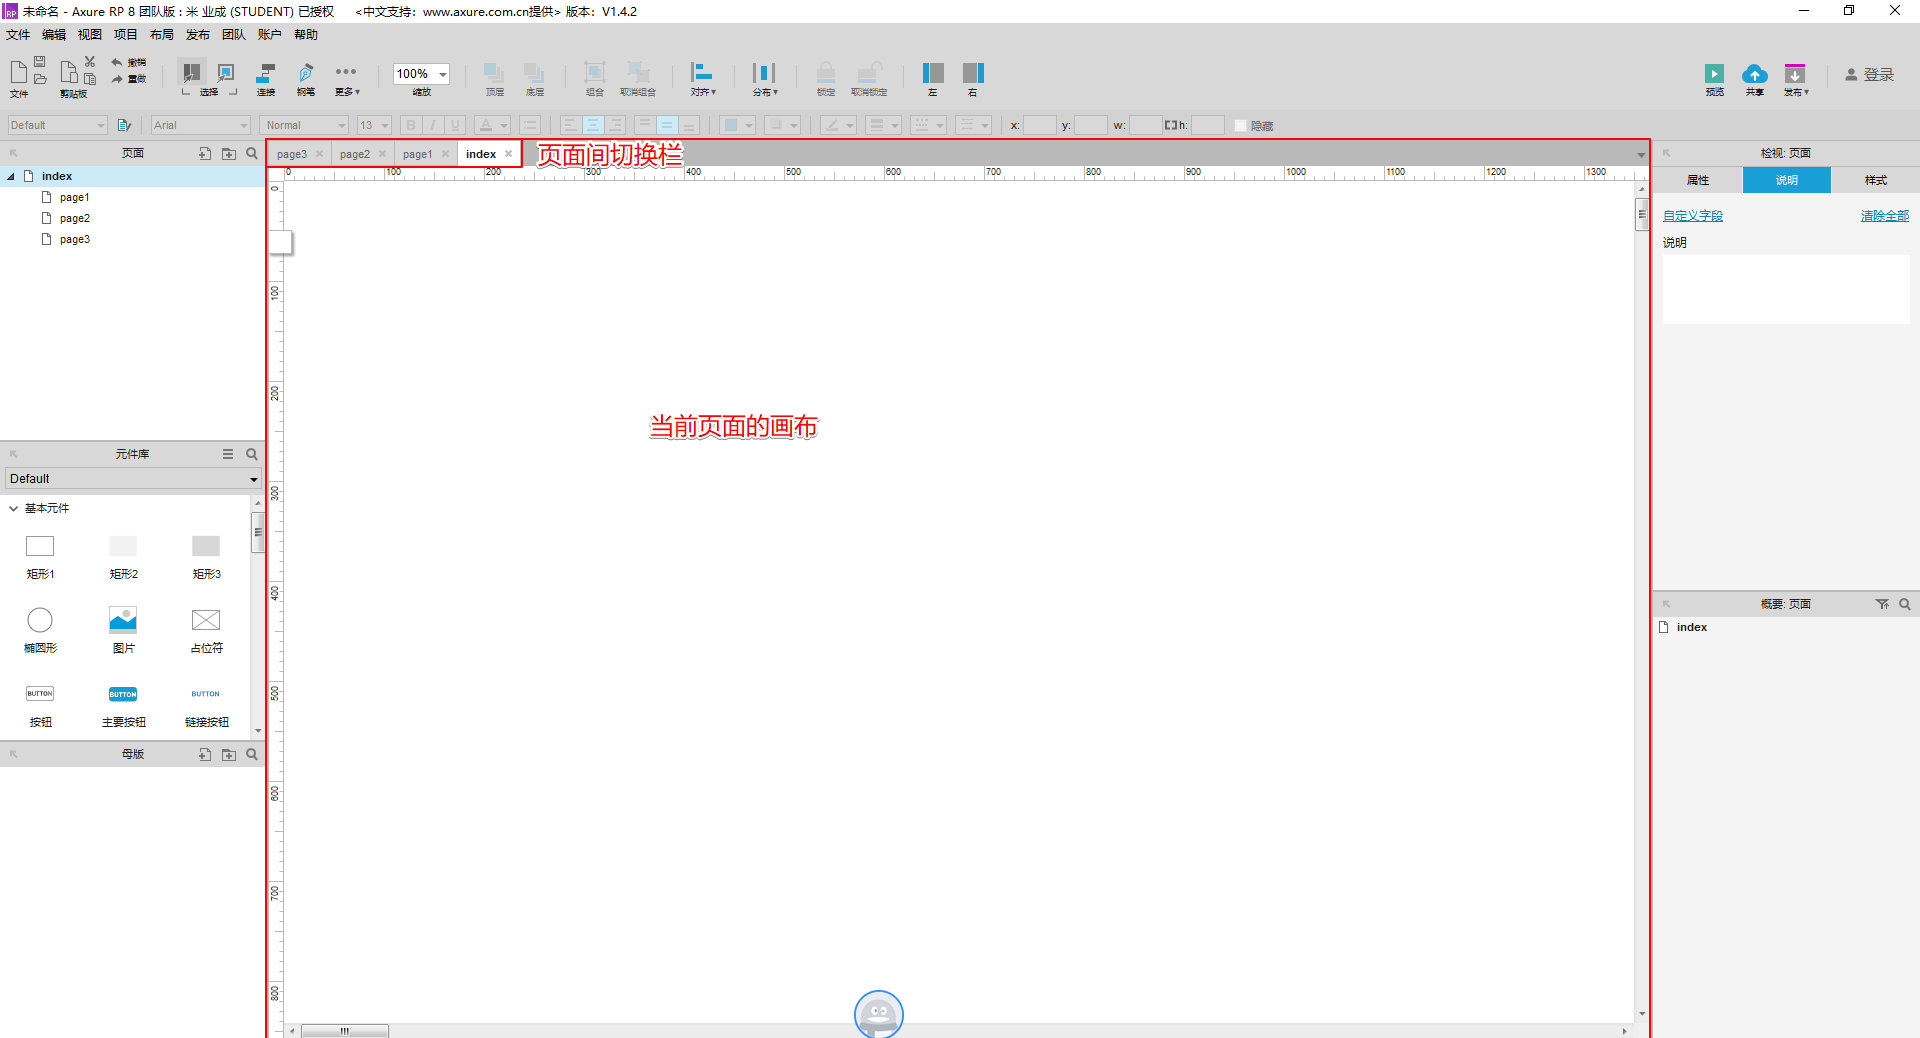 未命名 - Axure RP 8 团队版 : 米 业成 (STUDENT) 已授权 <中文支持：www.axure.com.cn提供> 版本：V1.4.2
文件 编辑 视图 项目 布局 发布 团队 账户 帮助
撤销
重做
文件 剪贴板 选择 连接 钢笔 更多▾ 100% 缩放 顶层 底层 组合 取消组合 对齐▾ 分布▾ 锁定 取消锁定 左 右 预览 共享 发布▾ 登录
Default Arial Normal 13 B I U A x: y: w: h: 隐藏
页面
index
page1
page2
page3
page3 page2 page1 index 页面间切换栏
0 100 200 300 400 500 600 700 800 900 1000 1100 1200 1300
0
100
200
300
400
500
600
700
800
当前页面的画布
元件库
Default
基本元件
矩形1 矩形2 矩形3
椭圆形 图片 占位符
BUTTON BUTTON BUTTON
按钮 主要按钮 链接按钮
母版
检视: 页面
属性 说明 样式
自定义字段 清除全部
说明
概要: 页面
index